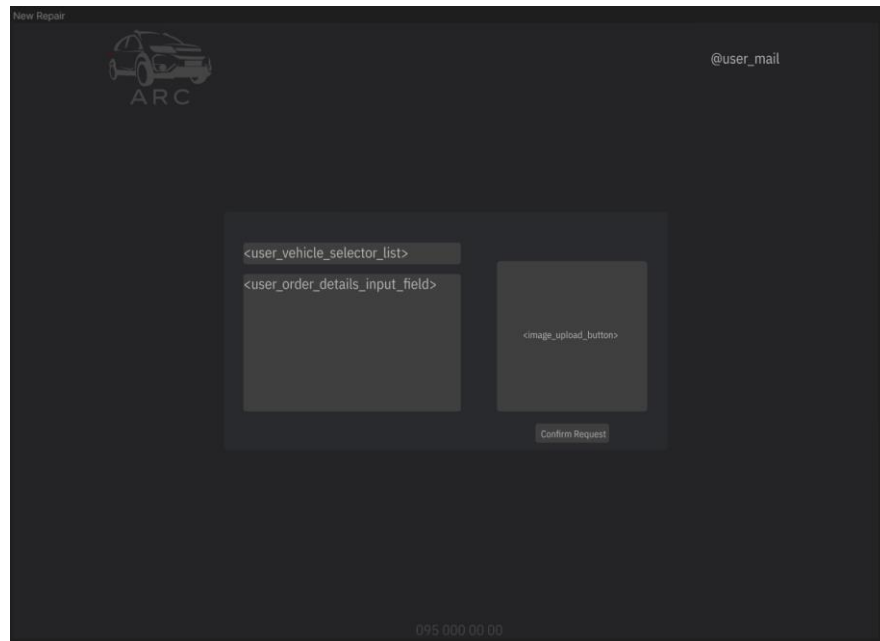 New Repair
@user_mail
ARC
<user_vehicle_selector_list>
<user_order_details_input_field>
<image_upload_button>
Confirm Request
095 000 00 00